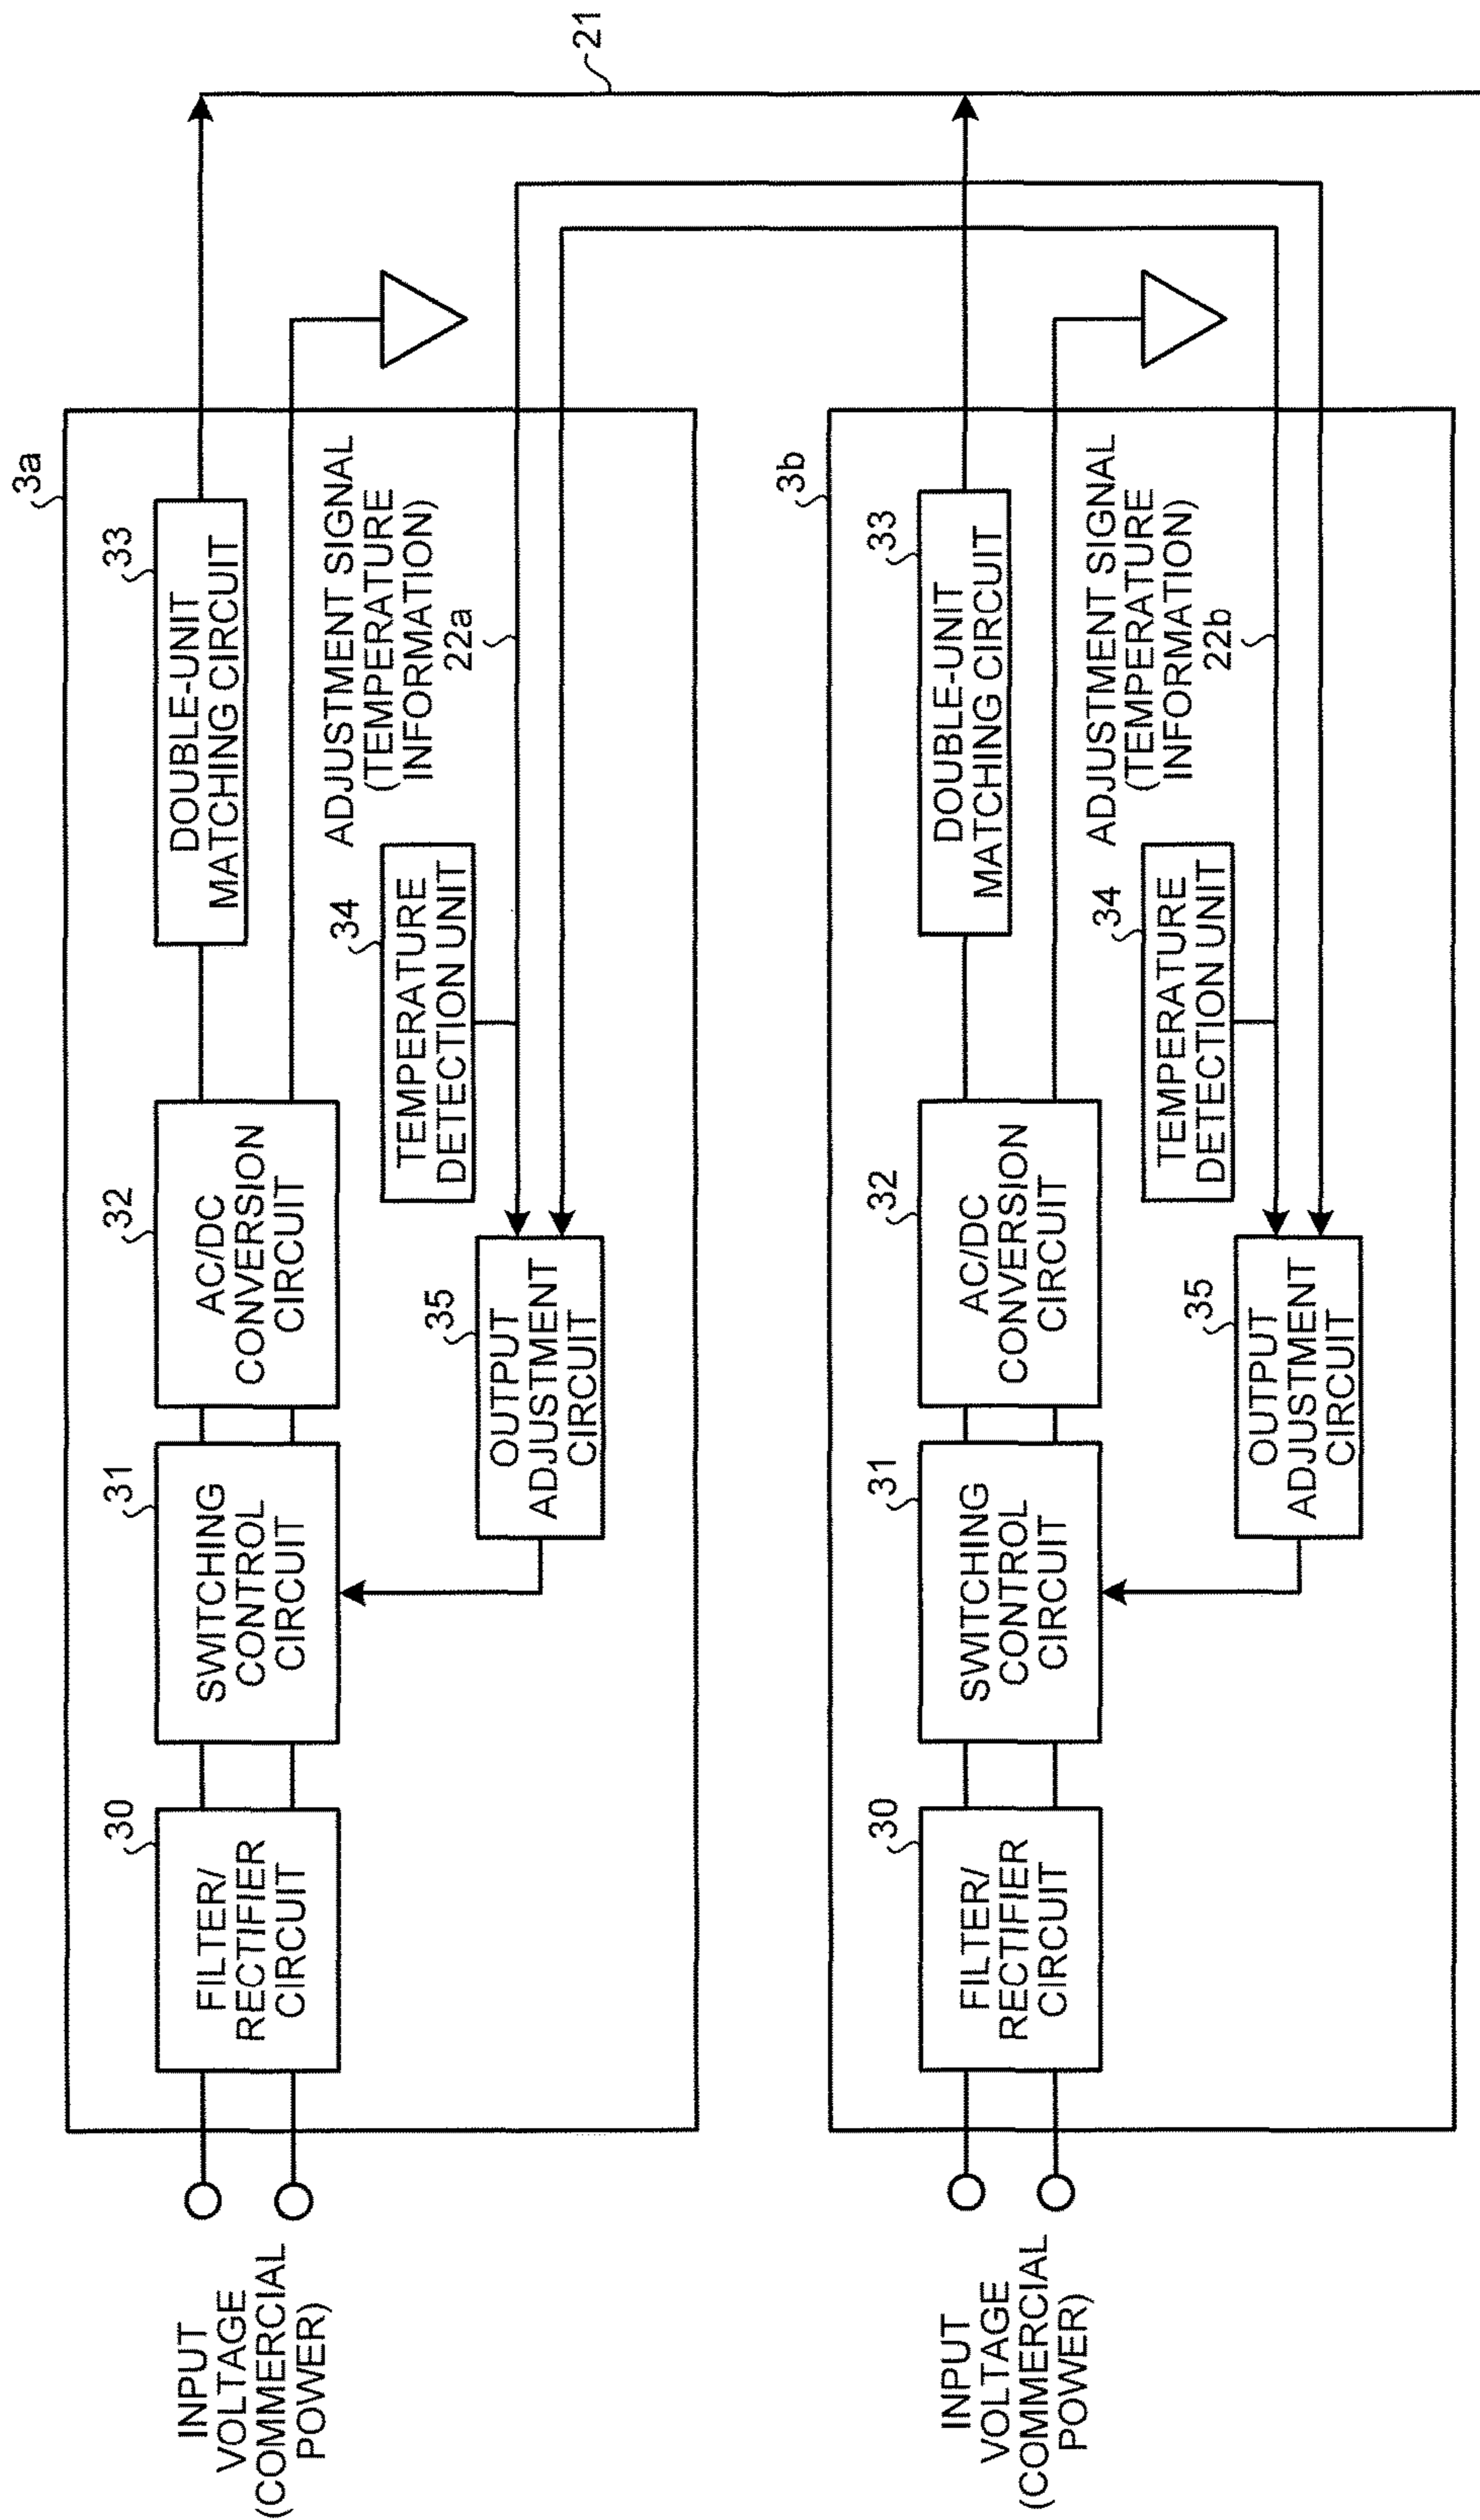 3a
INPUT
VOLTAGE
(COMMERCIAL
POWER)
30
FILTER/
RECTIFIER
CIRCUIT
31
SWITCHING
CONTROL
CIRCUIT
32
AC/DC
CONVERSION
CIRCUIT
33
DOUBLE-UNIT
MATCHING CIRCUIT
21
35
OUTPUT
ADJUSTMENT
CIRCUIT
34
TEMPERATURE
DETECTION UNIT
ADJUSTMENT SIGNAL
(TEMPERATURE
INFORMATION)
22a
3b
INPUT
VOLTAGE
(COMMERCIAL
POWER)
30
FILTER/
RECTIFIER
CIRCUIT
31
SWITCHING
CONTROL
CIRCUIT
32
AC/DC
CONVERSION
CIRCUIT
33
DOUBLE-UNIT
MATCHING CIRCUIT
35
OUTPUT
ADJUSTMENT
CIRCUIT
34
TEMPERATURE
DETECTION UNIT
ADJUSTMENT SIGNAL
(TEMPERATURE
INFORMATION)
22b